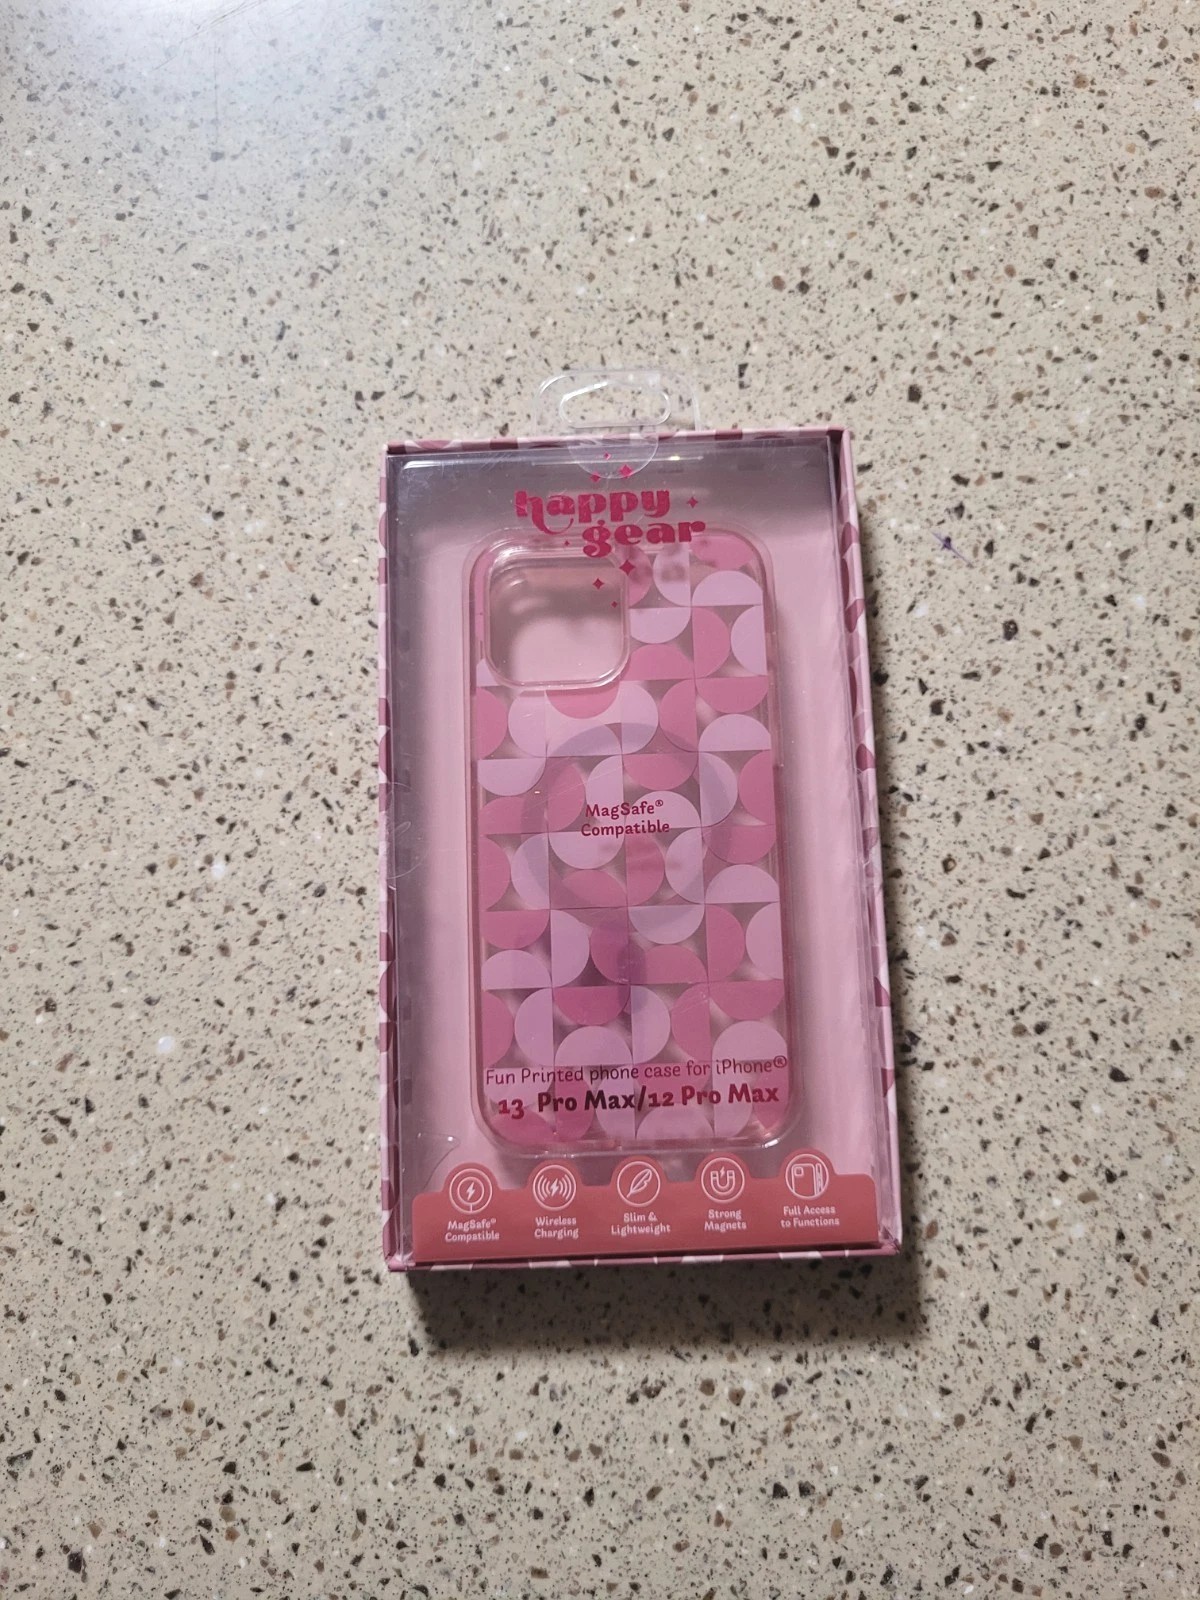 happy
gear
MagSafe®
Compatible
Fun Printed phone case for iPhone®
13 Pro Max/12 Pro Max
MagSafe®
Compatible
Wireless
Charging
Slim &
Lightweight
Strong
Magnets
Full Access
to Functions